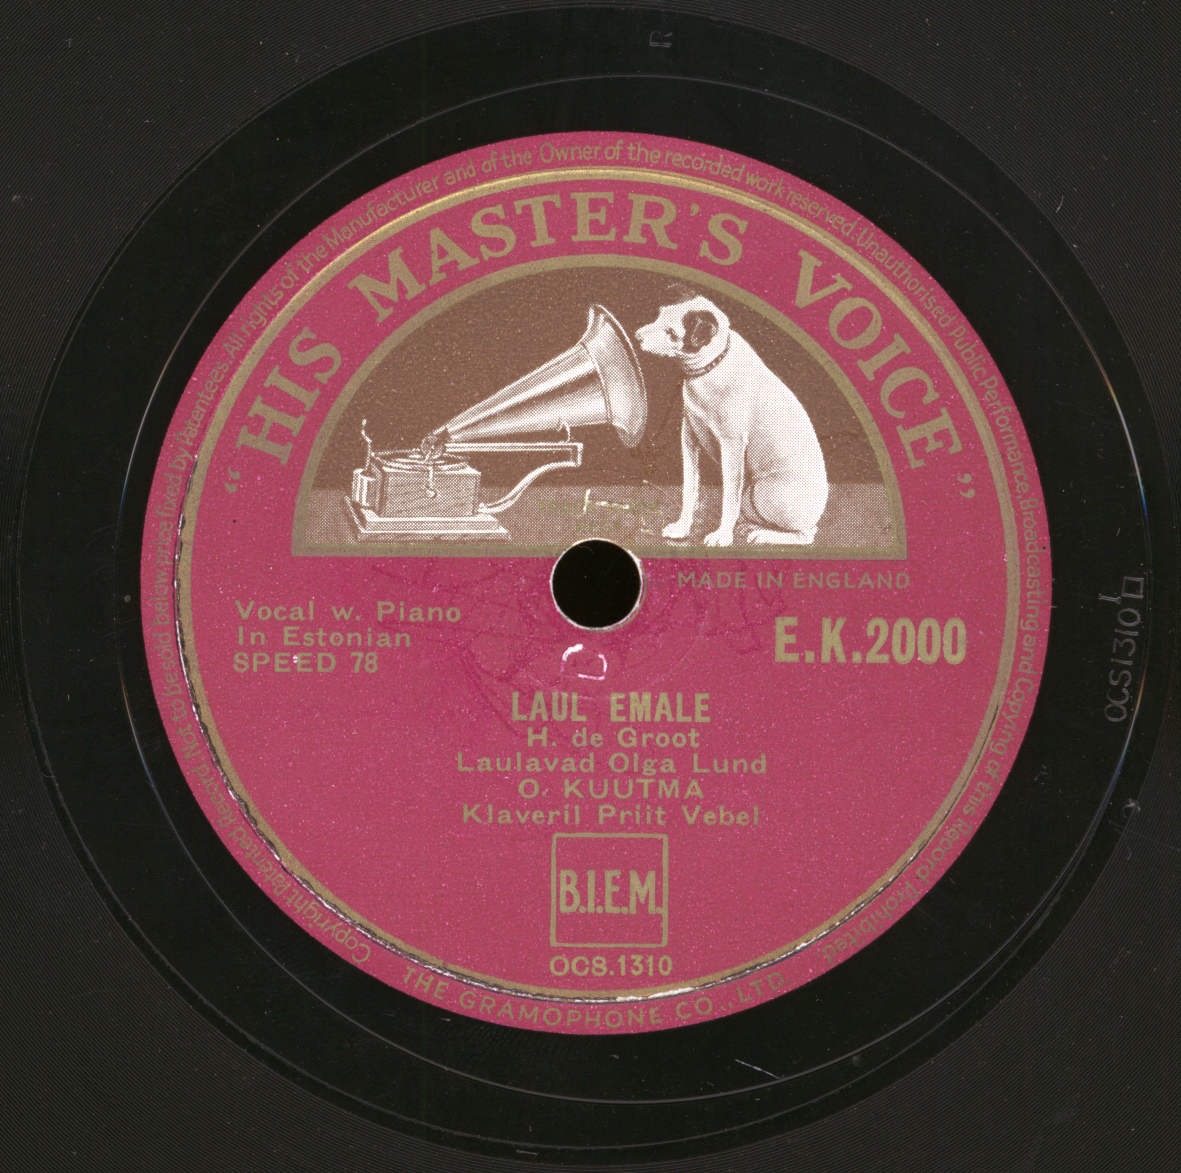 Copyright Patented Record Not to be sold below price fixed by Patentees. All rights of the Manufacturer and of the Owner of the recorded work reserved. Unauthorised Public Performance, Broadcasting and Copying of this Record Prohibited.
“HIS MASTER'S VOICE”
MADE IN ENGLAND
Vocal w. Piano
In Estonian
SPEED 78
E.K.2000
LAUL EMALE
H. de Groot
Laulavad Olga Lund
O. KUUTMA
Klaveril Priit Vebel
B.I.E.M.
OCS.1310
THE GRAMOPHONE CO., LTD
R
OCS1310